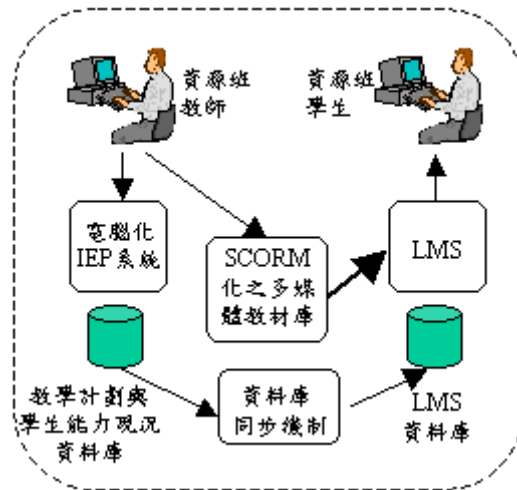 資源班
教師
資源班
學生
電腦化
IEP系統
SCORM
化之多媒
體教材庫
LMS
教學計劃與
學生能力現況
資料庫
資料庫
同步機制
LMS
資料庫